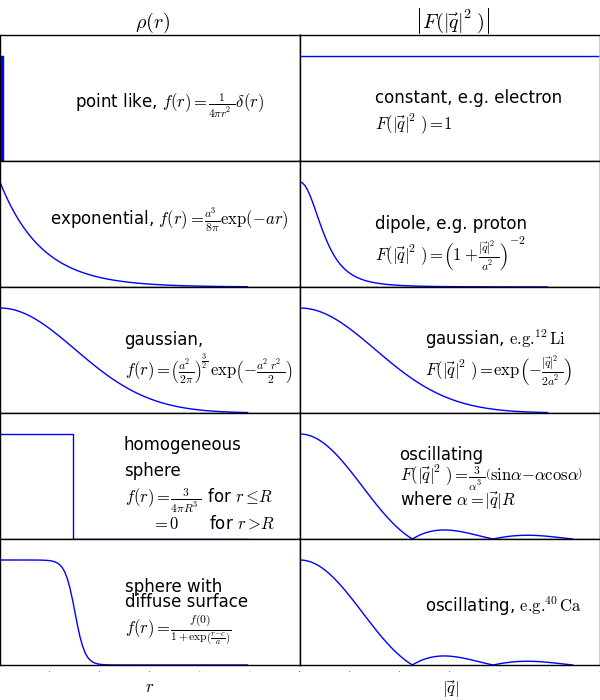 ρ(r)
|F(|q⃗|² )|
point like, f(r)=1/(4πr²) δ(r)
constant, e.g. electron
F(|q⃗|² )=1
exponential, f(r)=a³/(8π) exp(−ar)
dipole, e.g. proton
F(|q⃗|² )=(1+|q⃗|²/a²)⁻²
gaussian,
f(r)=(a²/(2π))^(3/2) exp(−a² r²/2)
gaussian, e.g.¹²Li
F(|q⃗|² )=exp(−|q⃗|²/(2a²))
homogeneous
sphere
f(r)=3/(4πR³) for r≤R
=0 for r>R
oscillating
F(|q⃗|² )=3/α³ (sinα−αcosα)
where α=|q⃗|R
sphere with
diffuse surface
f(r)=f(0)/(1+exp((r−c)/a))
oscillating, e.g.⁴⁰Ca
r
|q⃗|